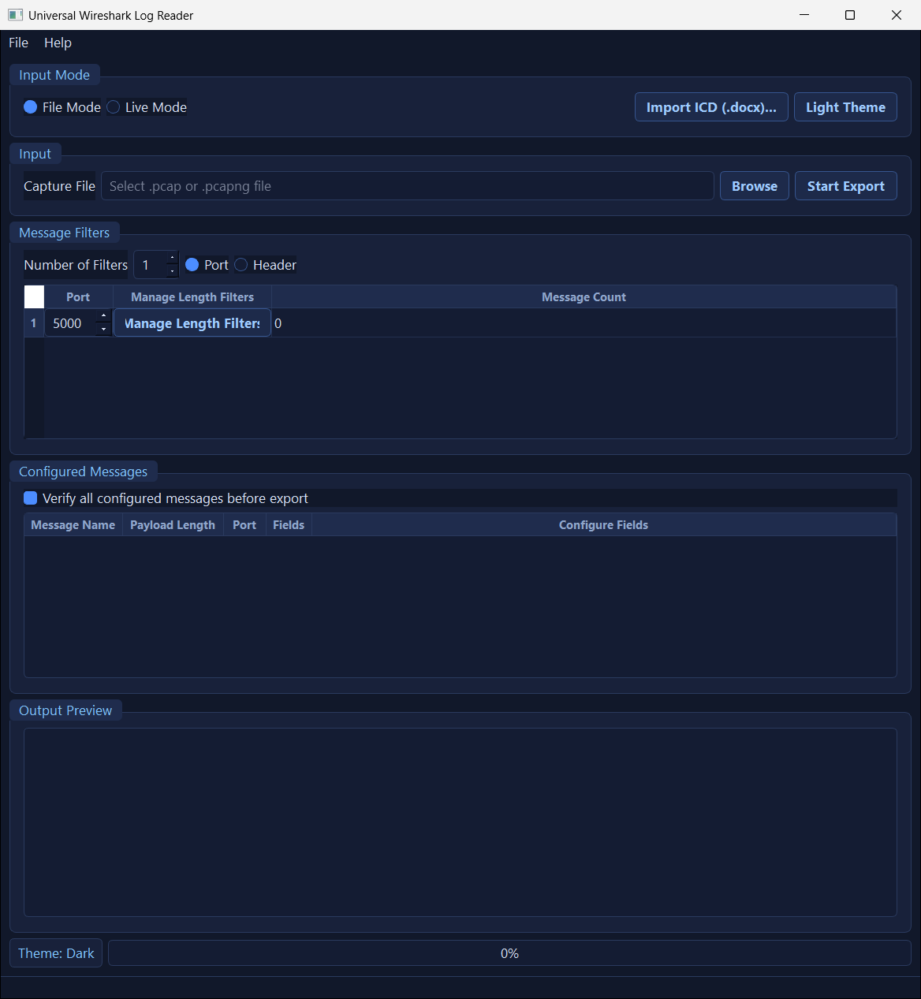 Universal Wireshark Log Reader
File Help
Input Mode
File Mode Live Mode Import ICD (.docx)... Light Theme
Input
Capture File Select .pcap or .pcapng file Browse Start Export
Message Filters
Number of Filters 1 Port Header
Port Manage Length Filters Message Count
1 5000 Manage Length Filters 0
Configured Messages
Verify all configured messages before export
Message Name Payload Length Port Fields Configure Fields
Output Preview
Theme: Dark 0%